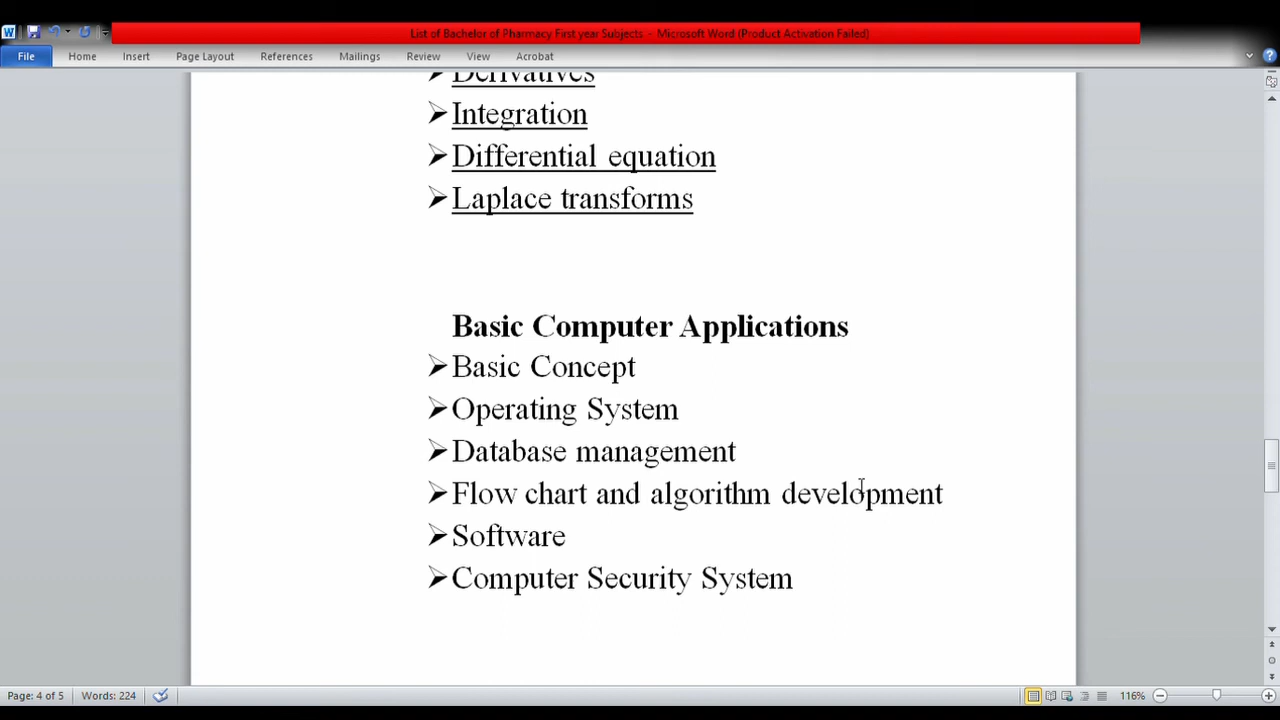 List of Bachelor of Pharmacy First year Subjects - Microsoft Word (Product Activation Failed)
File Home Insert Page Layout References Mailings Review View Acrobat
Derivatives
Integration
Differential equation
Laplace transforms
Basic Computer Applications
Basic Concept
Operating System
Database management
Flow chart and algorithm development
Software
Computer Security System
Page: 4 of 5 Words: 224 116%